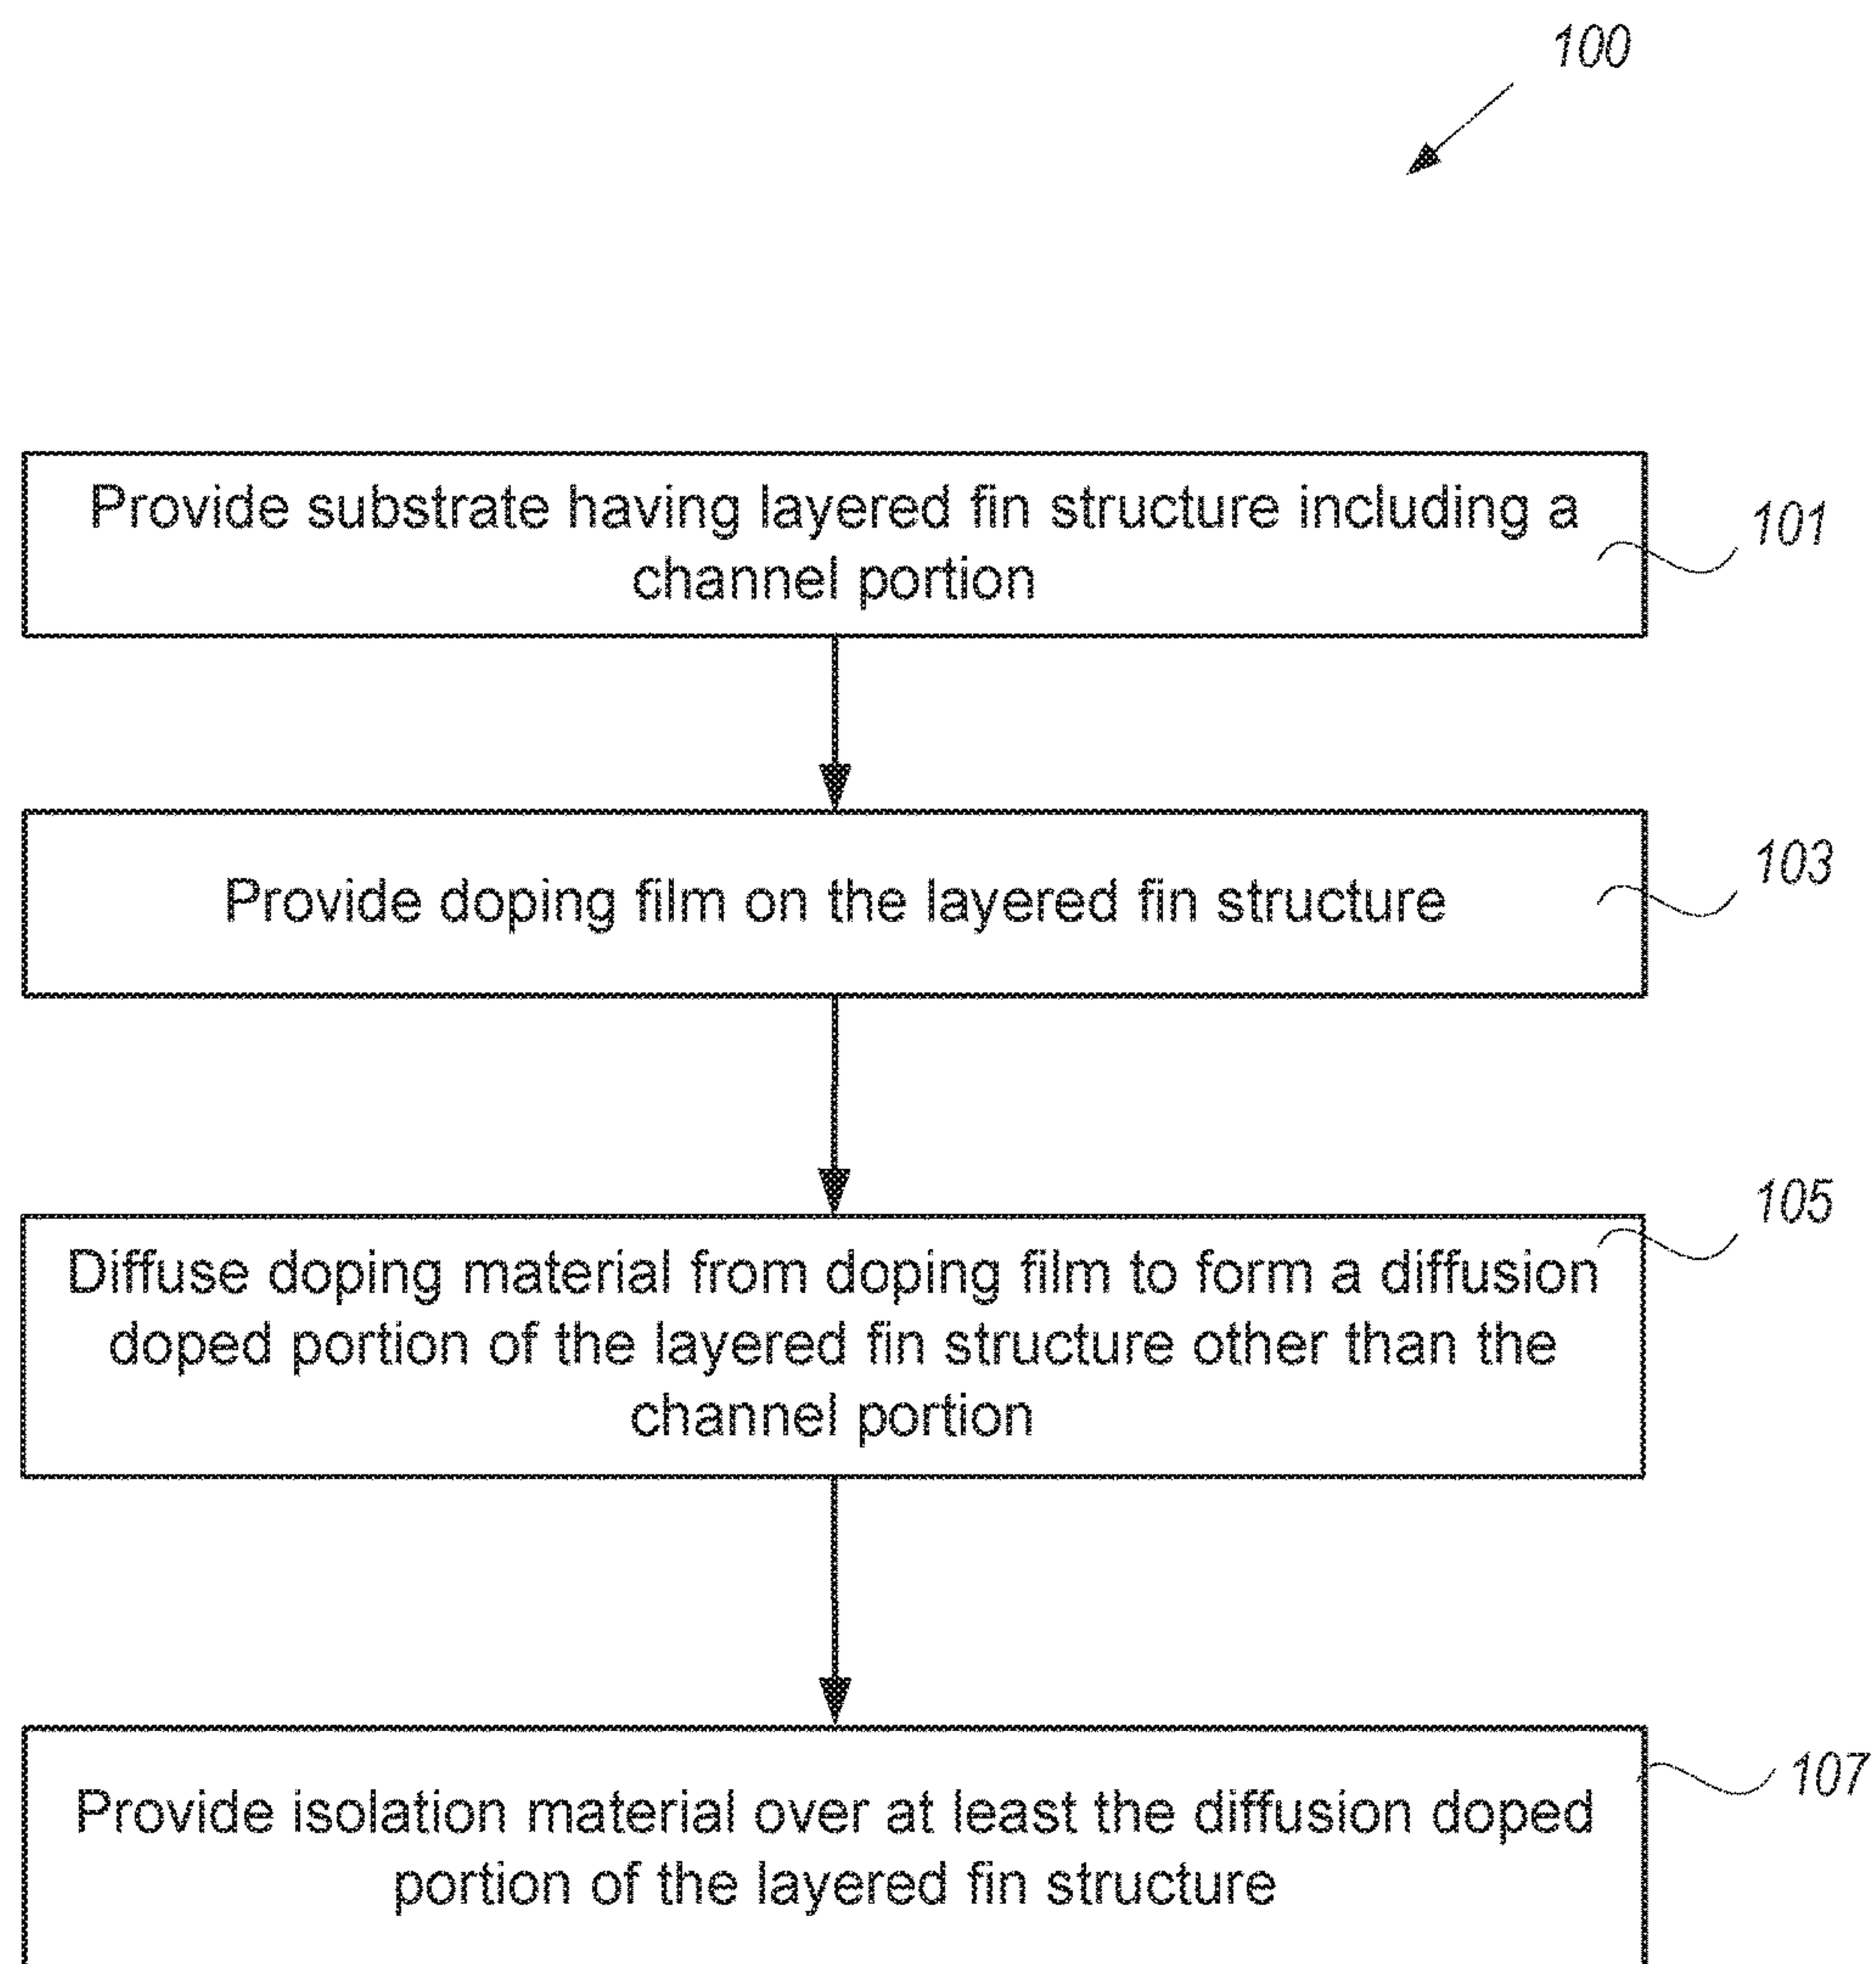 100
Provide substrate having layered fin structure including a
channel portion
101
Provide doping film on the layered fin structure
103
105
Diffuse doping material from doping film to form a diffusion
doped portion of the layered fin structure other than the
channel portion
107
Provide isolation material over at least the diffusion doped
portion of the layered fin structure